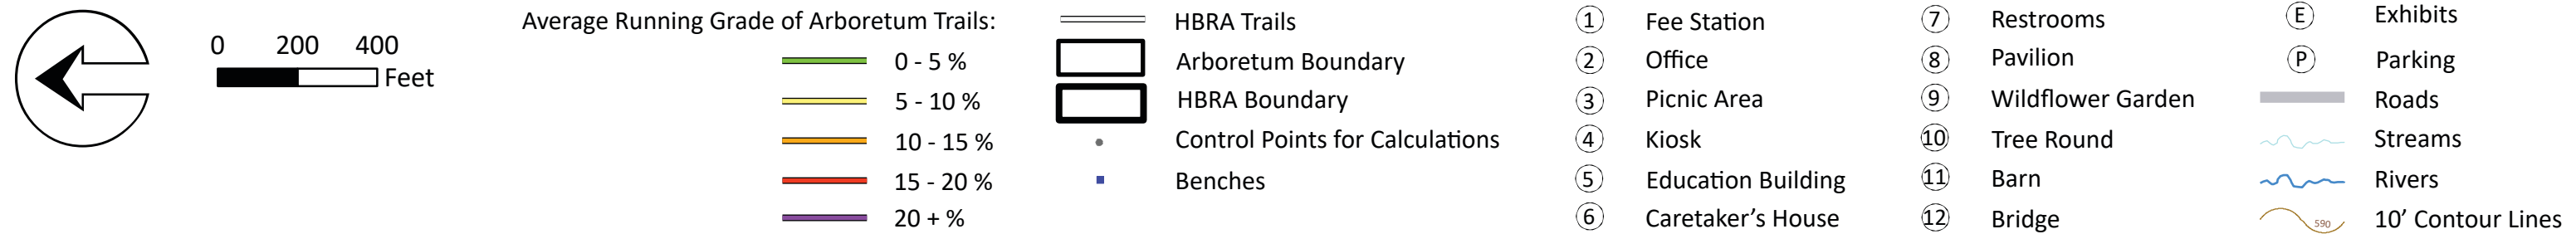 0 200 400
Feet
Average Running Grade of Arboretum Trails:
0 - 5 %
5 - 10 %
10 - 15 %
15 - 20 %
20 + %
HBRA Trails
Arboretum Boundary
HBRA Boundary
Control Points for Calculations
Benches
1 Fee Station
2 Office
3 Picnic Area
4 Kiosk
5 Education Building
6 Caretaker’s House
7 Restrooms
8 Pavilion
9 Wildflower Garden
10 Tree Round
11 Barn
12 Bridge
E Exhibits
P Parking
Roads
Streams
Rivers
590 10’ Contour Lines